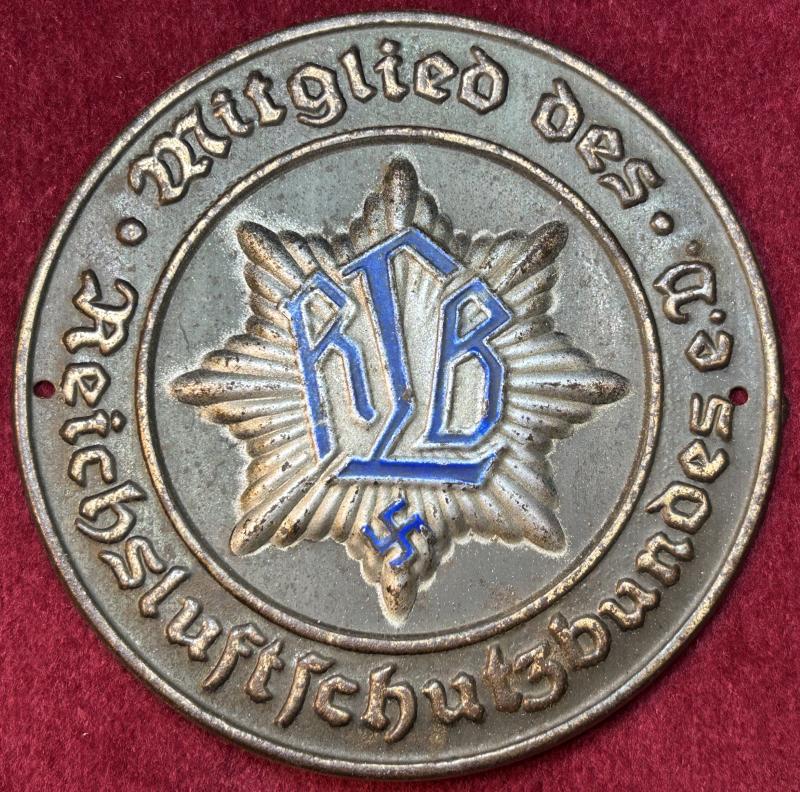 · Mitglied des ·
Reichsluftschutzbundes e.V.
RLB